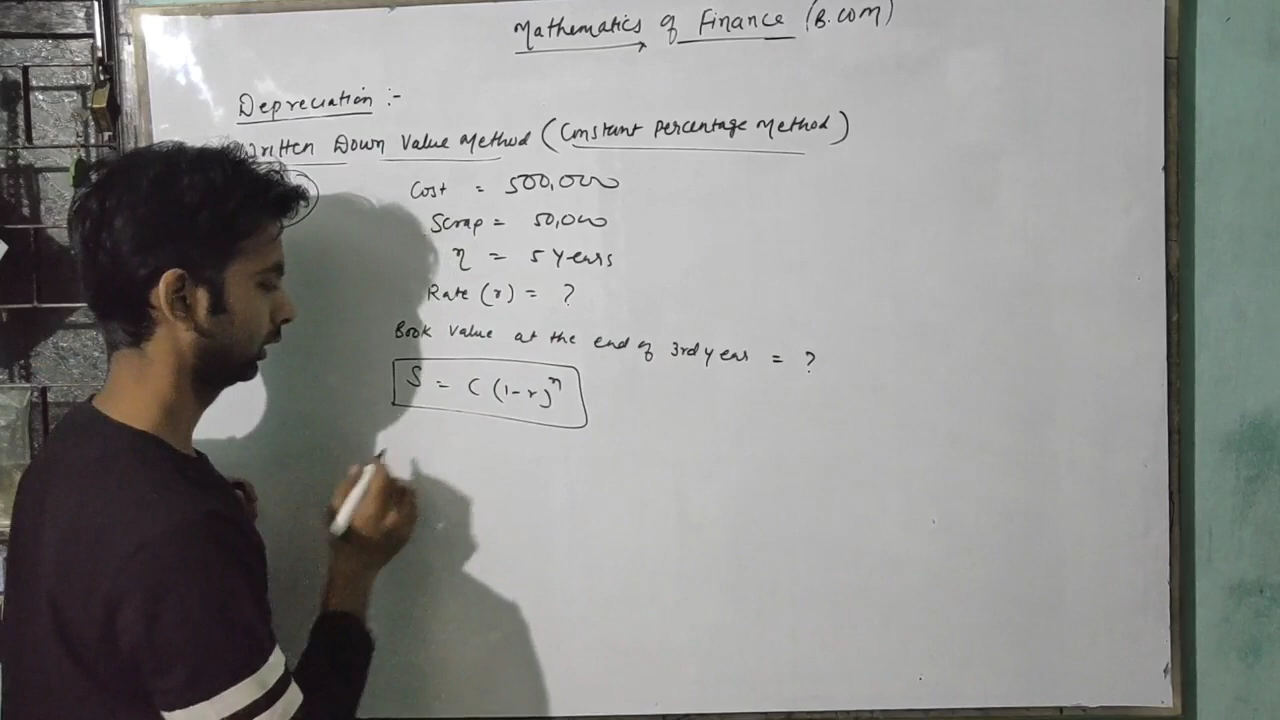 Mathematics of Finance (B.COM)
Depreciation :-
Written Down Value Method (Constant Percentage Method)
Cost = 500,000
Scrap = 50,000
n = 5 Years
Rate (r) = ?
Book Value at the end of 3rd year = ?
S = C (1-r)^n